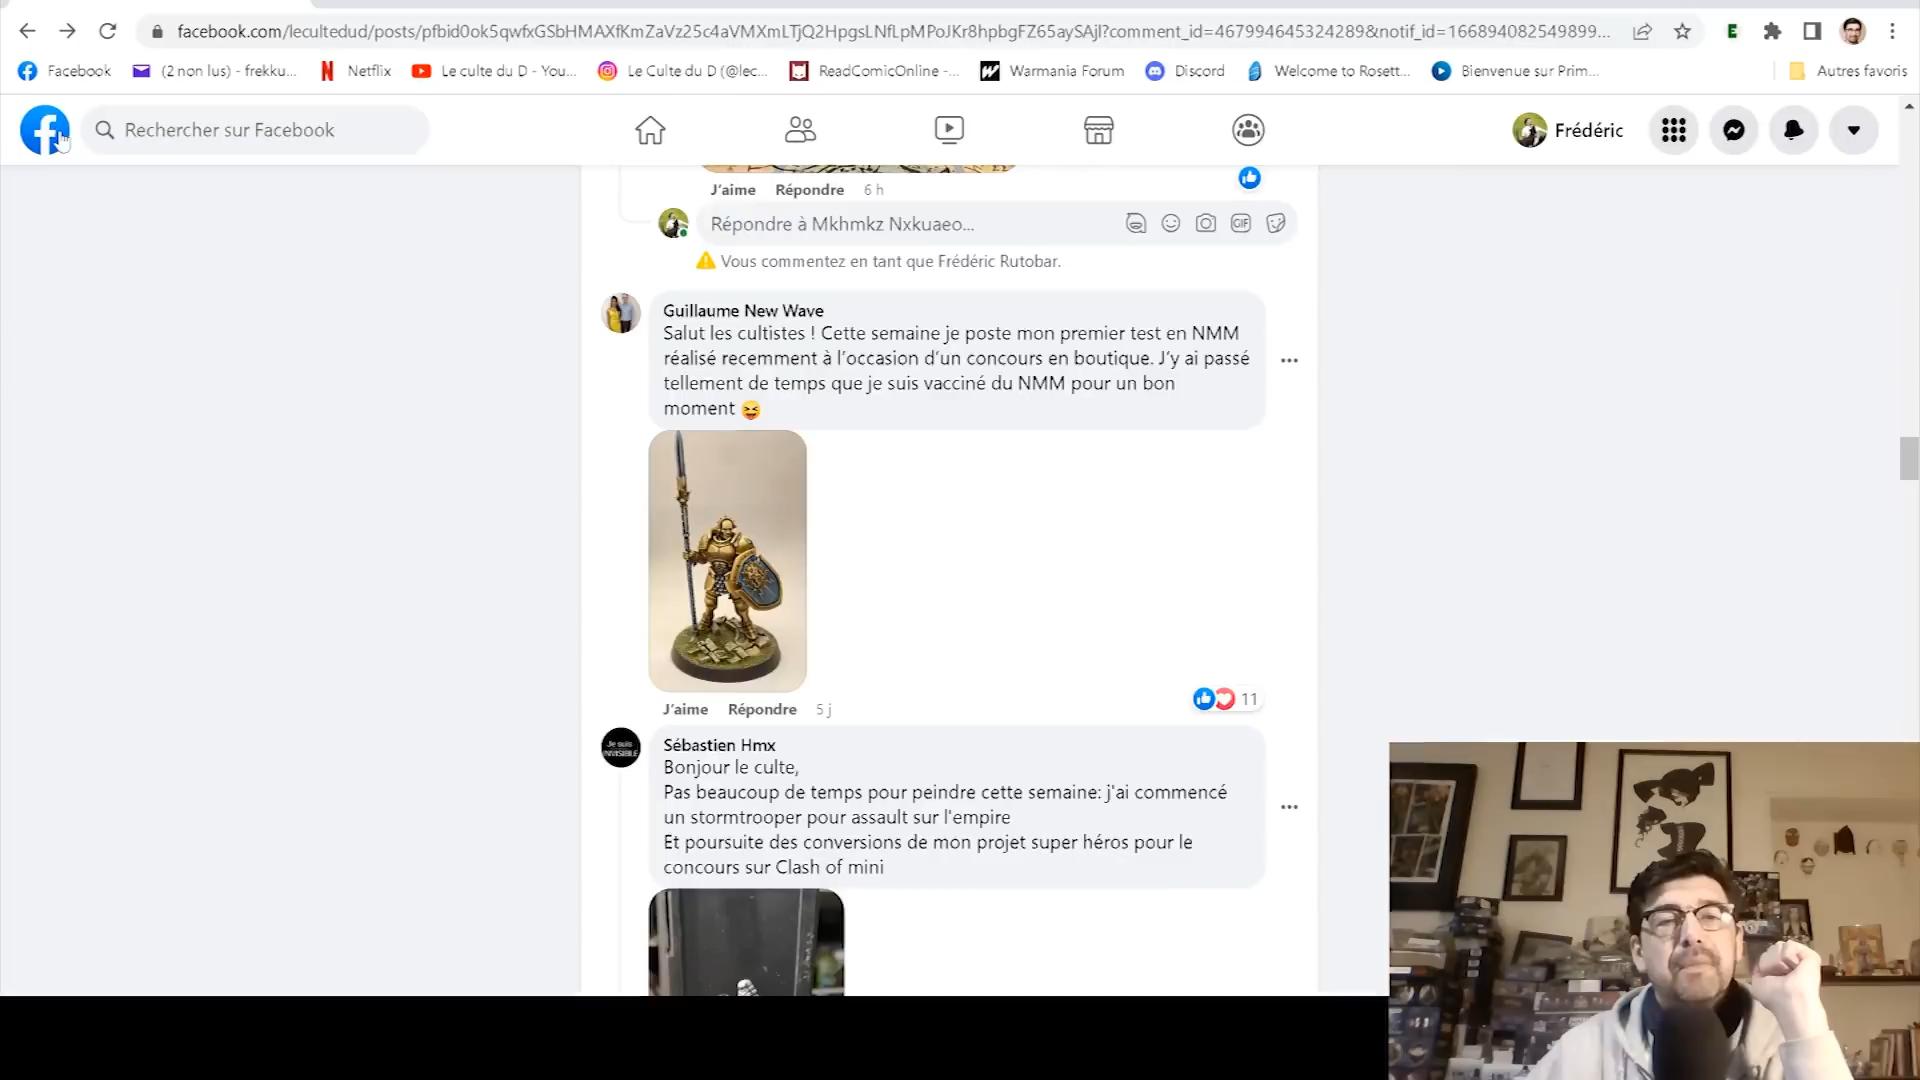 facebook.com/lecultedud/posts/pfbid0ok5qwfxGSbHMAXfKmZaVz25c4aVMXmLTjQ2HpgsLNfLpMPoJKr8hpbgFZ65aySAjl?comment_id=467994645324289&notif_id=166894082549899...
Facebook
(2 non lus) - frekku...
Netflix
Le culte du D - You...
Le Culte du D (@lec...
ReadComicOnline -...
Warmania Forum
Discord
Welcome to Rosett...
Bienvenue sur Prim...
Autres favoris
Rechercher sur Facebook
Frédéric
J'aime Répondre 6 h
Répondre à Mkhmkz Nxkuaeo...
GIF
Vous commentez en tant que Frédéric Rutobar.
Guillaume New Wave
Salut les cultistes ! Cette semaine je poste mon premier test en NMM
réalisé recemment à l'occasion d'un concours en boutique. J'y ai passé
tellement de temps que je suis vacciné du NMM pour un bon
moment
J'aime Répondre 5 j
11
Je suis
INVISIBLE
Sébastien Hmx
Bonjour le culte,
Pas beaucoup de temps pour peindre cette semaine: j'ai commencé
un stormtrooper pour assault sur l'empire
Et poursuite des conversions de mon projet super héros pour le
concours sur Clash of mini